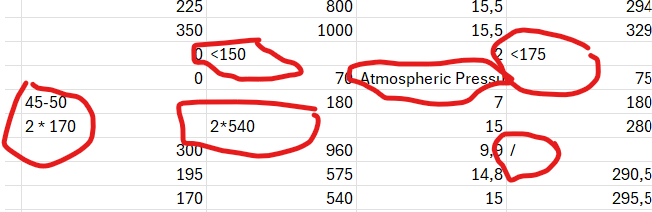 225 800 15,5 294
350 1000 15,5 329
0 <150 2 <175
0 70 Atmospheric Pressu 75
45-50 180 7 180
2 * 170 2*540 15 280
300 960 9,9 /
195 575 14,8 290,5
170 540 15 295,5